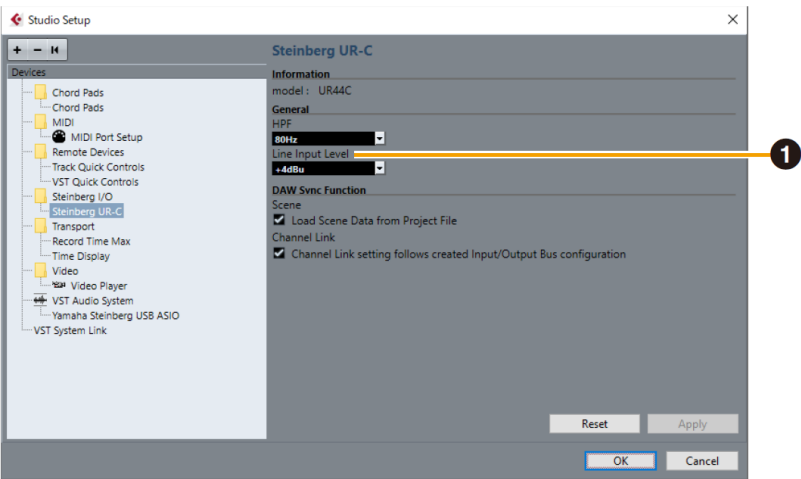 Studio Setup
Devices
Chord Pads
Chord Pads
MIDI
MIDI Port Setup
Remote Devices
Track Quick Controls
VST Quick Controls
Steinberg I/O
Steinberg UR-C
Transport
Record Time Max
Time Display
Video
Video Player
VST Audio System
Yamaha Steinberg USB ASIO
VST System Link
Steinberg UR-C
Information
model : UR44C
General
HPF
80Hz
Line Input Level
+4dBu
DAW Sync Function
Scene
Load Scene Data from Project File
Channel Link
Channel Link setting follows created Input/Output Bus configuration
Reset
Apply
OK
Cancel
1